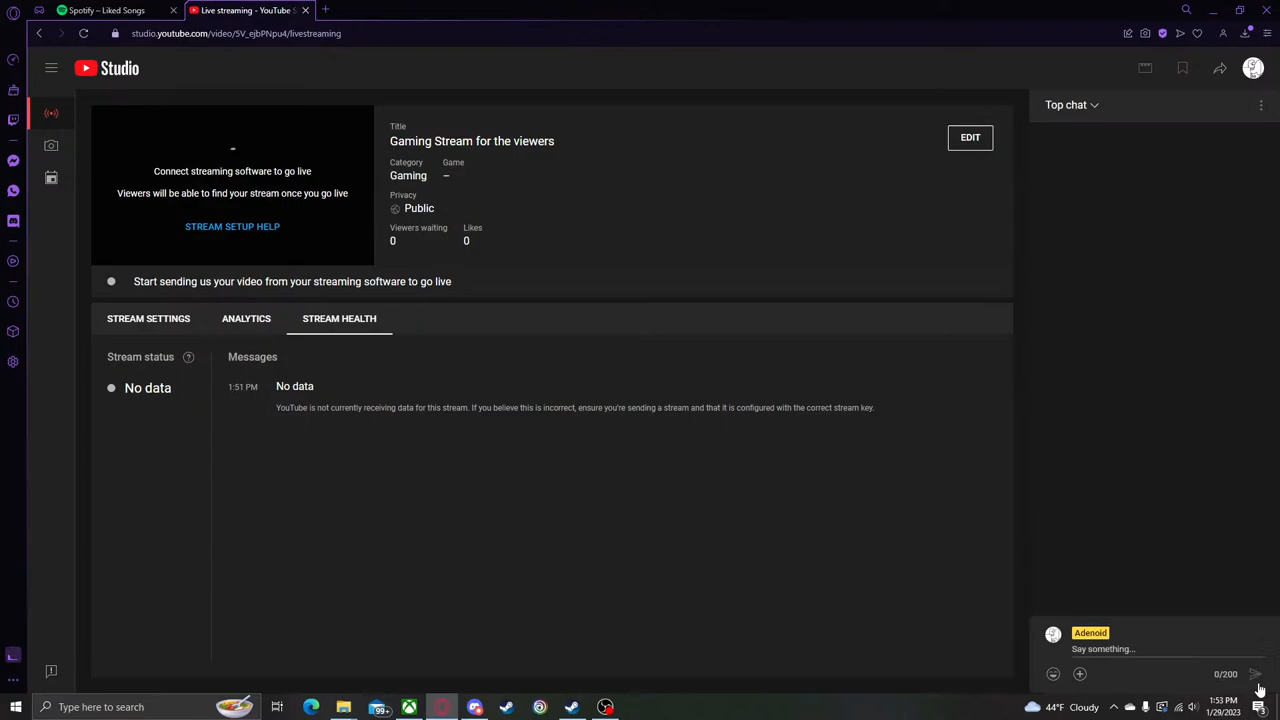 Spotify – Liked Songs
Live streaming - YouTube S
studio.youtube.com/video/5V_ejbPNpu4/livestreaming
Studio
Connect streaming software to go live
Viewers will be able to find your stream once you go live
STREAM SETUP HELP
Title
Gaming Stream for the viewers
EDIT
Category Game
Gaming –
Privacy
Public
Viewers waiting Likes
0 0
Start sending us your video from your streaming software to go live
STREAM SETTINGS ANALYTICS STREAM HEALTH
Stream status ?
No data
Messages
1:51 PM No data
YouTube is not currently receiving data for this stream. If you believe this is incorrect, ensure you're sending a stream and that it is configured with the correct stream key.
Top chat
Adenoid
Say something...
0/200
Type here to search
99+
44°F Cloudy
1:53 PM
1/29/2023